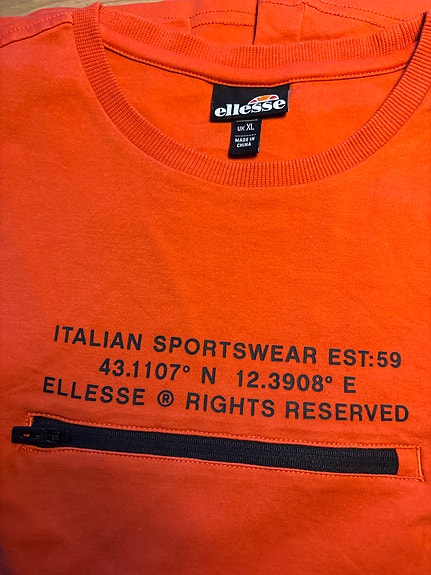 ellesse
UK XL
MADE IN
CHINA
ITALIAN SPORTSWEAR EST:59
43.1107° N 12.3908° E
ELLESSE ® RIGHTS RESERVED